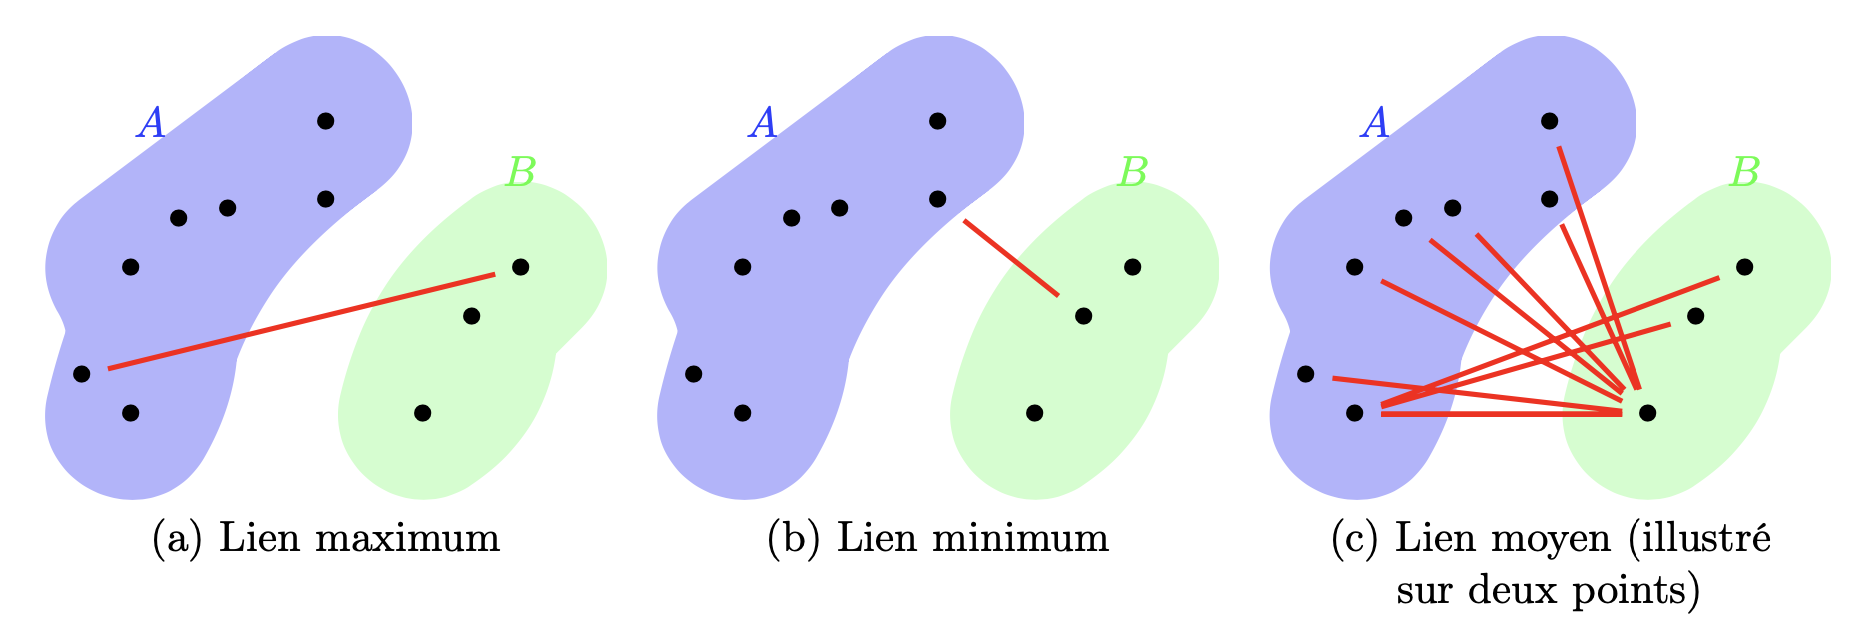 A
B
A
B
A
B
(a) Lien maximum
(b) Lien minimum
(c) Lien moyen (illustré
sur deux points)